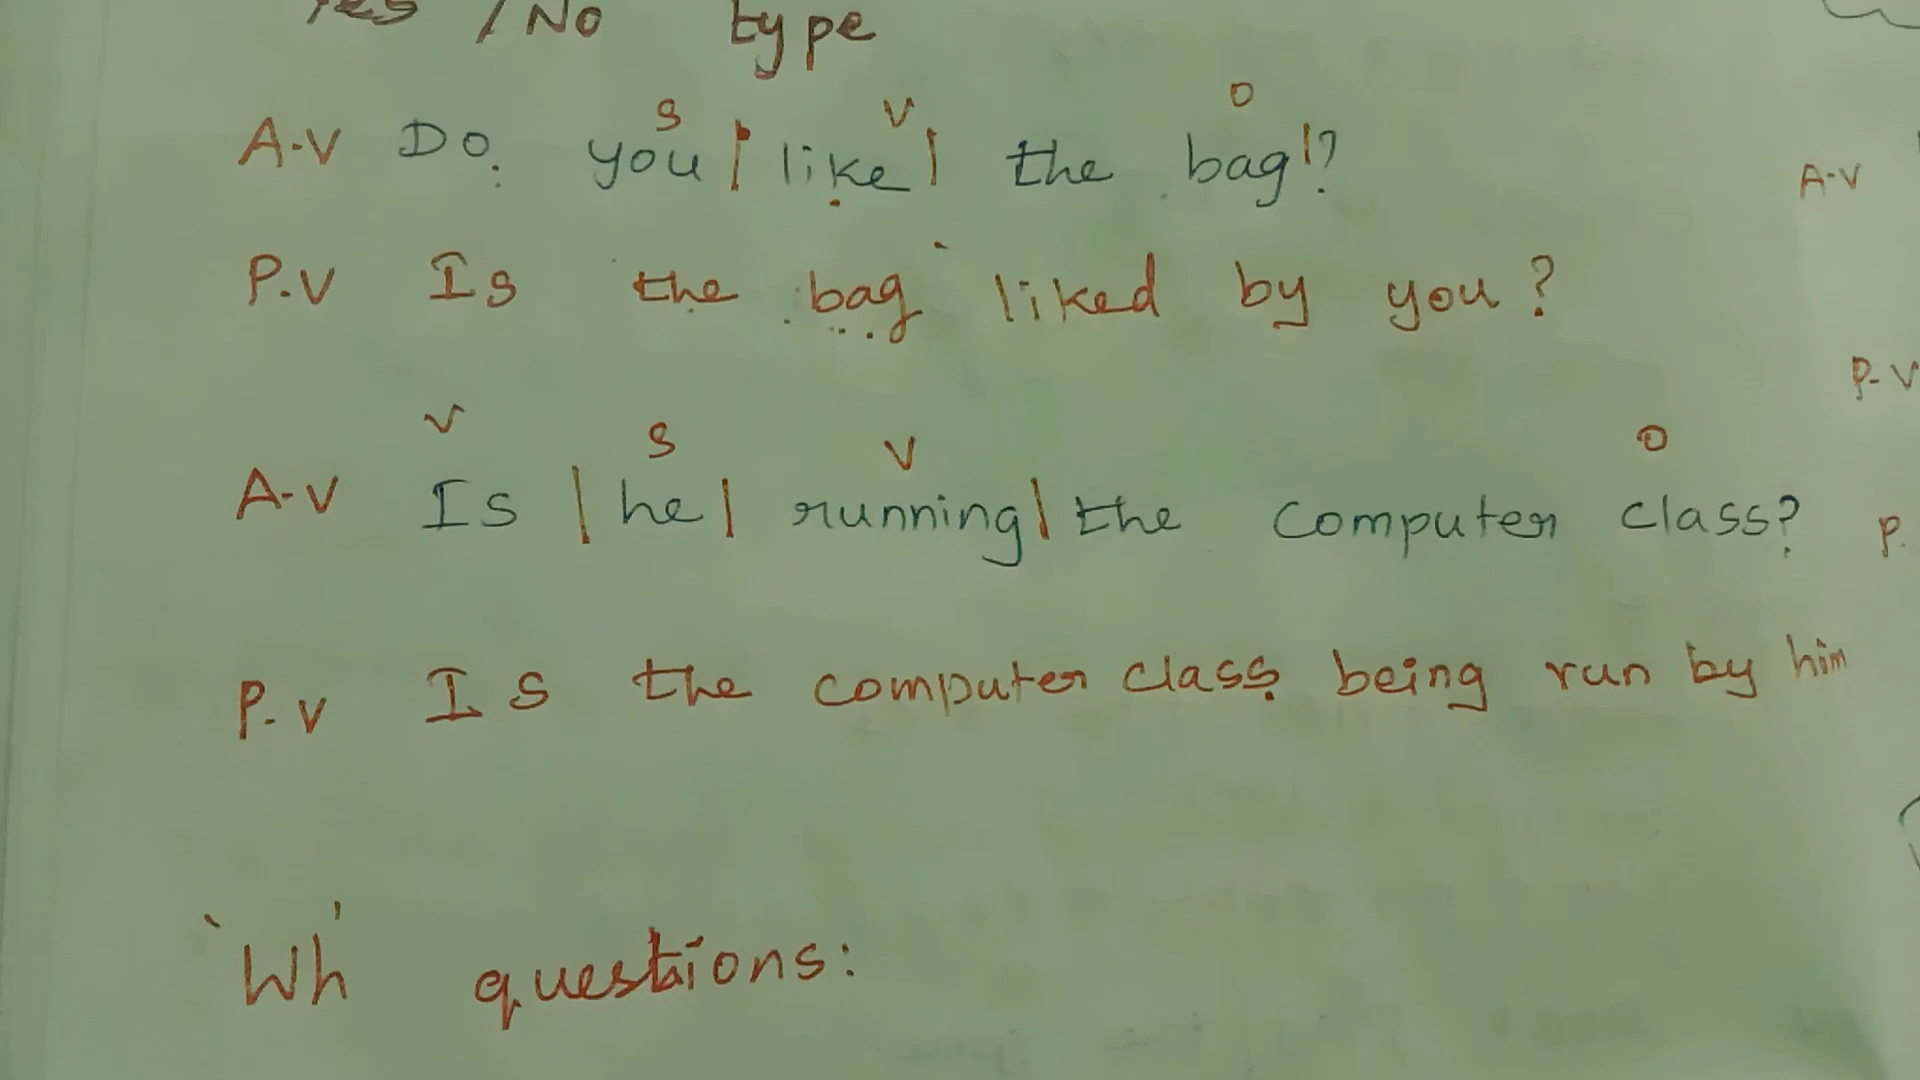 Yes / No type
S V O
A-V Do you | like | the bag|?
P.V Is the bag liked by you?
V S V O
A-V Is | he | running | the computer class?
P-V Is the computer class being run by him
'Wh' questions:
A-V
P-V
P.